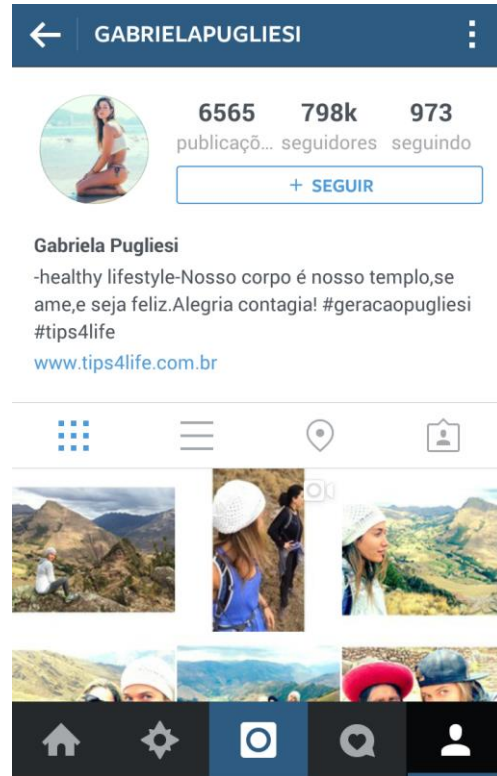 GABRIELAPUGLIESI
6565 798k 973
publicaçõ... seguidores seguindo
+ SEGUIR
Gabriela Pugliesi
-healthy lifestyle-Nosso corpo é nosso templo,se
ame,e seja feliz.Alegria contagia! #geracaopugliesi
#tips4life
www.tips4life.com.br